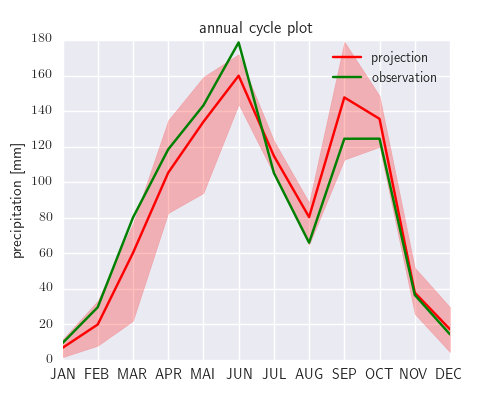 annual cycle plot
projection
observation
precipitation [mm]
180
160
140
120
100
80
60
40
20
0
JAN FEB MAR APR MAI JUN JUL AUG SEP OCT NOV DEC